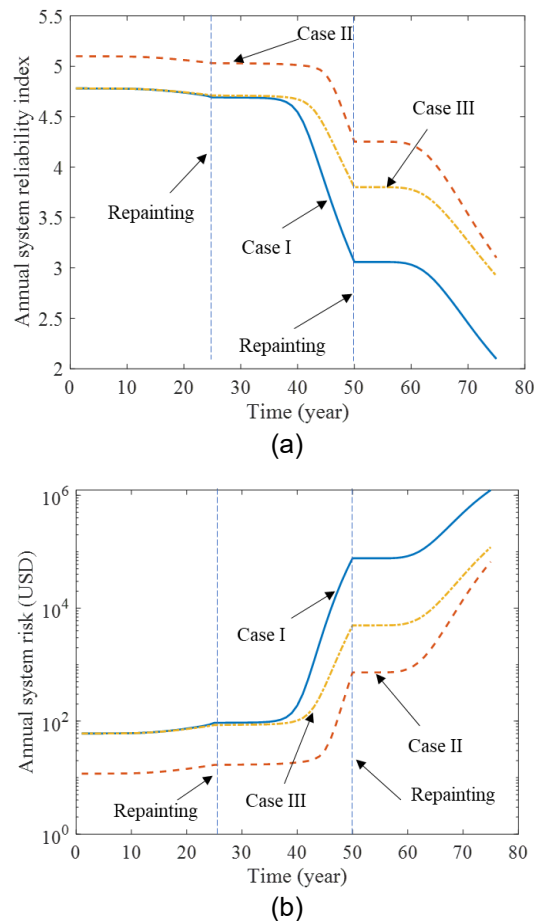 5.5
Case II
5
4.5
Case III
4
Repainting
3.5
Case I
3
2.5
Repainting
2
0 10 20 30 40 50 60 70 80
Annual system reliability index
Time (year)
(a)
10^6
Case I
10^4
Case II
10^2
Repainting
Case III
Repainting
10^0
0 10 20 30 40 50 60 70 80
Annual system risk (USD)
Time (year)
(b)